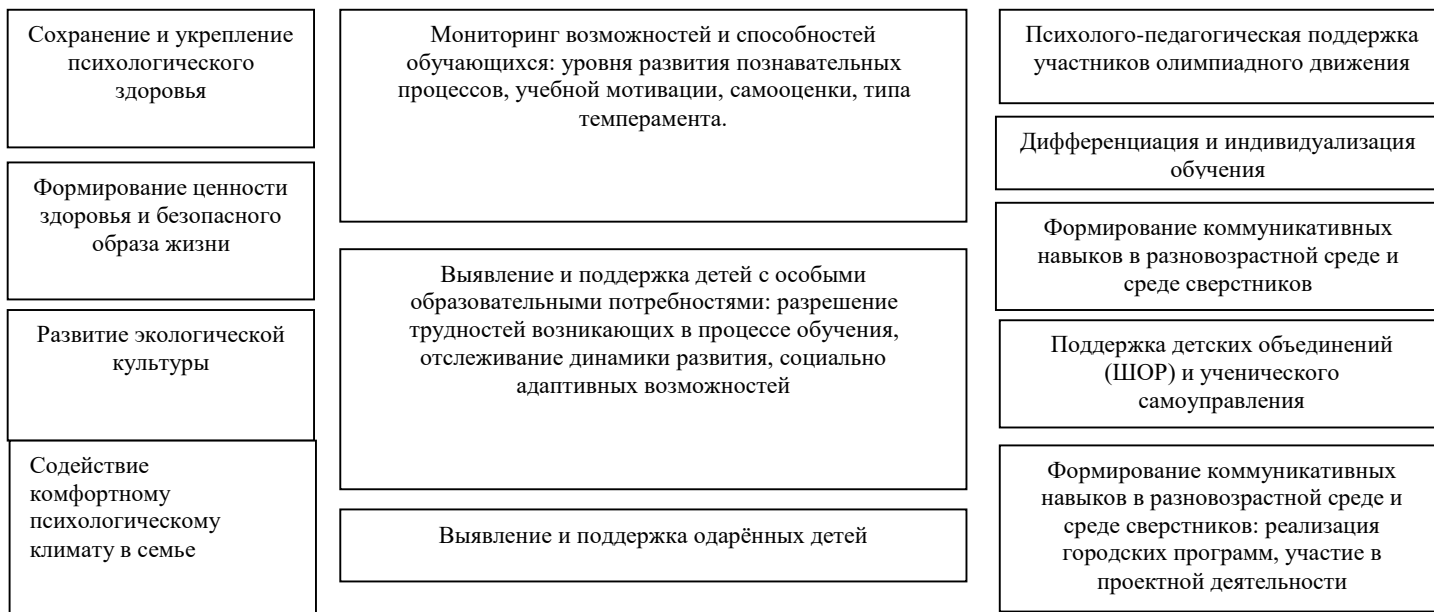 Сохранение и укрепление
психологического
здоровья
Формирование ценности
здоровья и безопасного
образа жизни
Развитие экологической
культуры
Содействие
комфортному
психологическому
климату в семье
Мониторинг возможностей и способностей
обучающихся: уровня развития познавательных
процессов, учебной мотивации, самооценки, типа
темперамента.
Выявление и поддержка детей с особыми
образовательными потребностями: разрешение
трудностей возникающих в процессе обучения,
отслеживание динамики развития, социально
адаптивных возможностей
Выявление и поддержка одарённых детей
Психолого-педагогическая поддержка
участников олимпиадного движения
Дифференциация и индивидуализация
обучения
Формирование коммуникативных
навыков в разновозрастной среде и
среде сверстников
Поддержка детских объединений
(ШОР) и ученического
самоуправления
Формирование коммуникативных
навыков в разновозрастной среде и
среде сверстников: реализация
городских программ, участие в
проектной деятельности